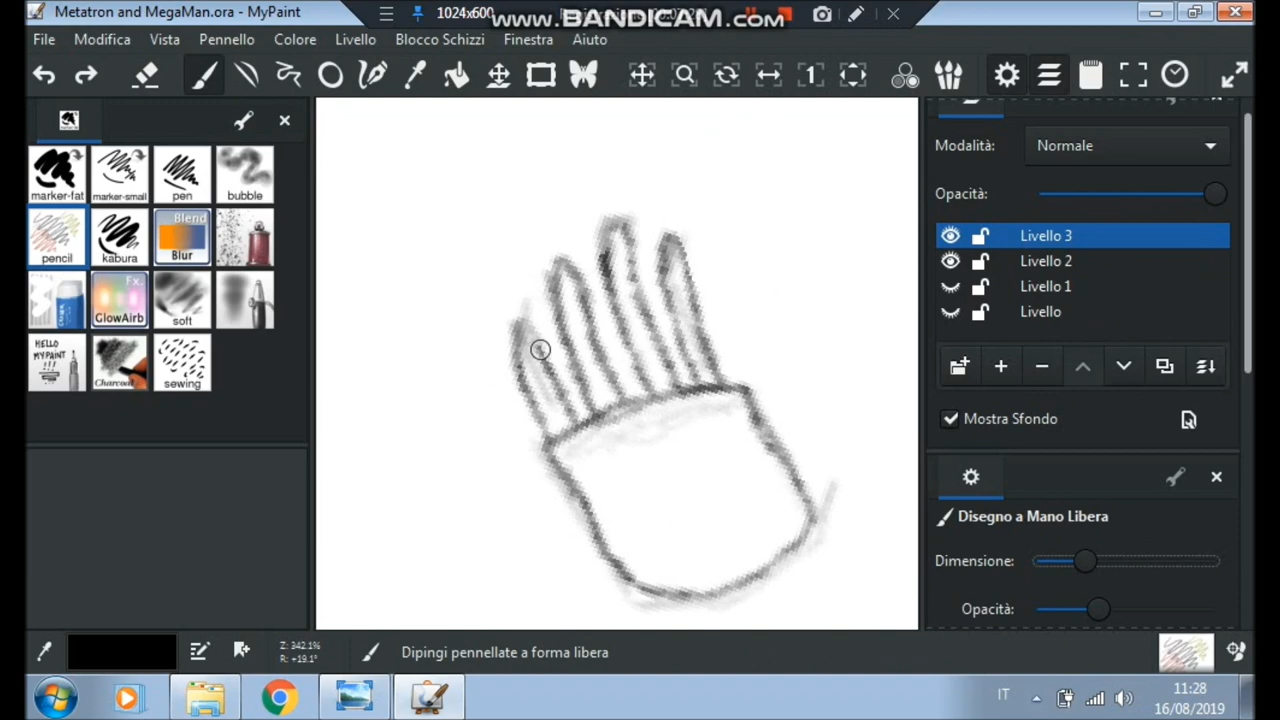 Metatron and MegaMan.ora - MyPaint
1024x600
www.BANDICAM.com
File Modifica Vista Pennello Colore Livello Blocco Schizzi Finestra Aiuto
1
marker-fat marker-small pen bubble
pencil kabura Blend Blur
Fx. GlowAirb soft
HELLO
MYPAINT
!!!
Charcoal sewing
Modalità: Normale
Opacità:
Livello 3
Livello 2
Livello 1
Livello
Mostra Sfondo
Disegno a Mano Libera
Dimensione:
Opacità:
Z: 342.1%
R: +19.1°
Dipingi pennellate a forma libera
IT
11:28
16/08/2019